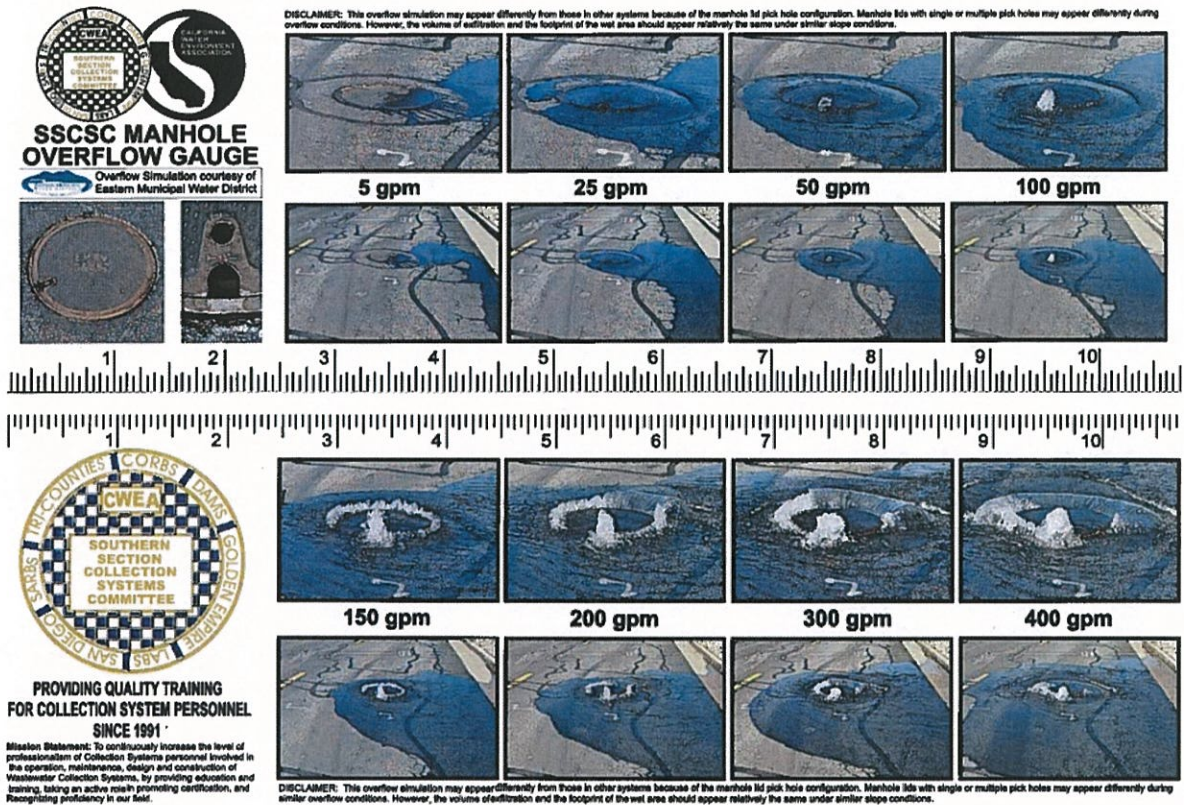 DISCLAIMER: This overflow simulation may appear differently from those in other systems because of the manhole lid pick hole configuration. Manhole lids with single or multiple pick holes may appear differently during
overflow conditions. However, the volume of exfiltration and the footprint of the wet area should appear relatively the same under similar slope conditions.
CWEA
SOUTHERN
SECTION
COLLECTION
SYSTEMS
COMMITTEE
CALIFORNIA
WATER
ENVIRONMENT
ASSOCIATION
SSCSC MANHOLE
OVERFLOW GAUGE
Overflow Simulation courtesy of
Eastern Municipal Water District
5 gpm 25 gpm 50 gpm 100 gpm
1 2 3 4 5 6 7 8 9 10
1 2 3 4 5 6 7 8 9 10
TRI-COUNTIES CORBS DAMS GOLDEN EMPIRE LABS SAN DIEGO SARBS
CWEA
SOUTHERN
SECTION
COLLECTION
SYSTEMS
COMMITTEE
150 gpm 200 gpm 300 gpm 400 gpm
PROVIDING QUALITY TRAINING
FOR COLLECTION SYSTEM PERSONNEL
SINCE 1991
Mission Statement: To continuously increase the level of
professionalism of Collection Systems personnel involved in
the operation, maintenance, design and construction of
Wastewater Collection Systems, by providing education and
training, taking an active role in promoting certification, and
Recognizing proficiency in our field.
DISCLAIMER: This overflow simulation may appear differently from those in other systems because of the manhole lid pick hole configuration. Manhole lids with single or multiple pick holes may appear differently during
similar overflow conditions. However, the volume of exfiltration and the footprint of the wet area should appear relatively the same under similar slope conditions.